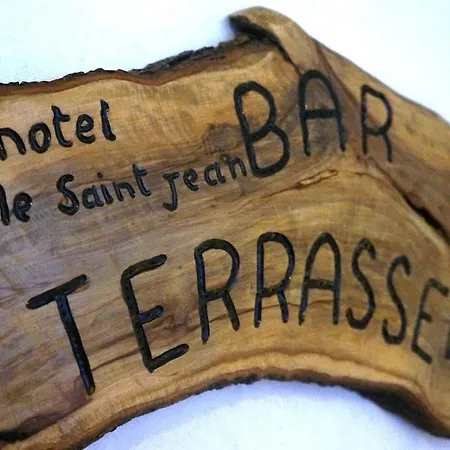 hotel
le Saint jean
BAR
TERRASSE